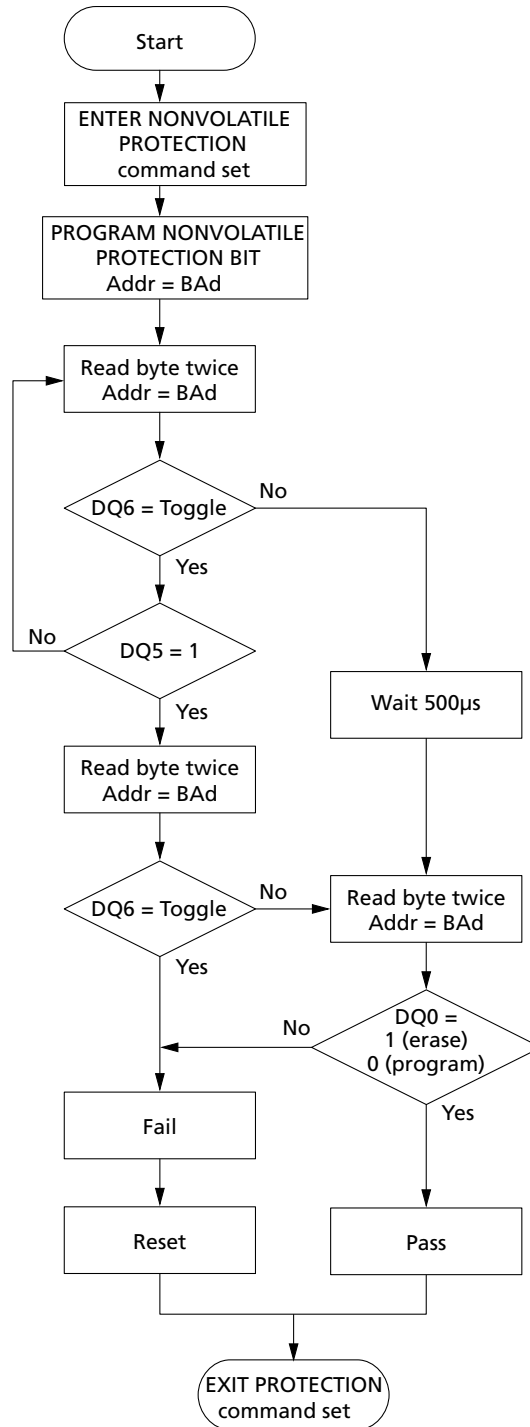 Start
ENTER NONVOLATILE
PROTECTION
command set
PROGRAM NONVOLATILE
PROTECTION BIT
Addr = BAd
Read byte twice
Addr = BAd
DQ6 = Toggle
No
Yes
DQ5 = 1
No
Yes
Wait 500µs
Read byte twice
Addr = BAd
DQ6 = Toggle
No
Yes
Read byte twice
Addr = BAd
DQ0 =
1 (erase)
0 (program)
No
Yes
Fail
Reset
Pass
EXIT PROTECTION
command set